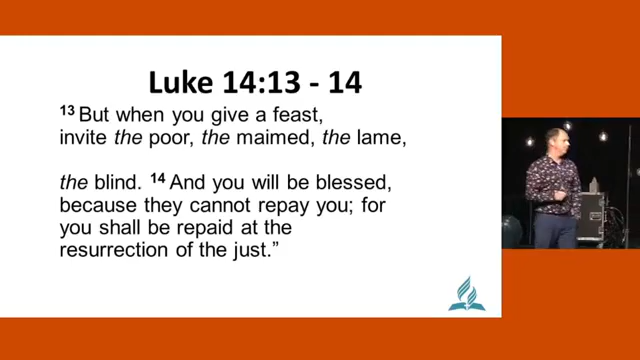 Luke 14:13 - 14
13 But when you give a feast,
invite the poor, the maimed, the lame,
the blind. 14 And you will be blessed,
because they cannot repay you; for
you shall be repaid at the
resurrection of the just.”